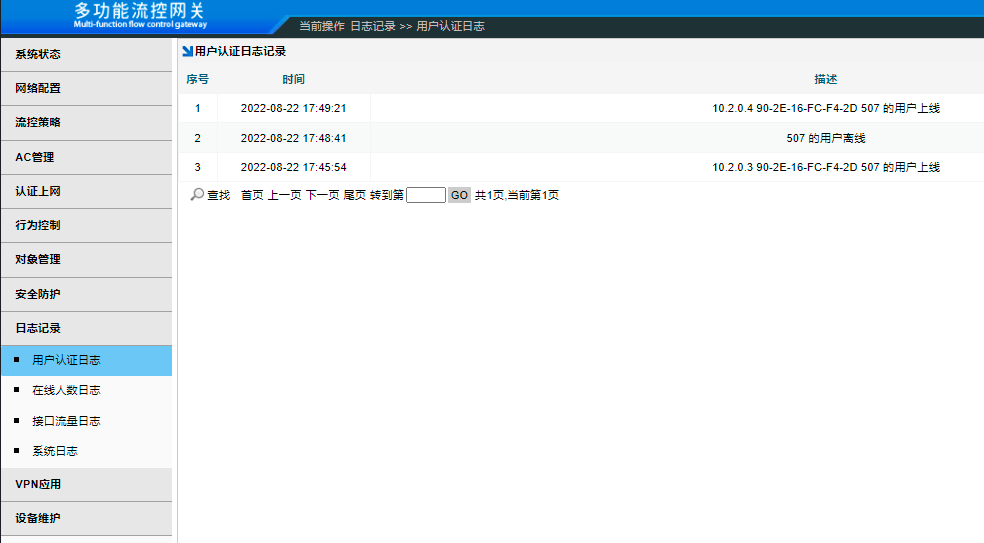 多功能流控网关
Multi-function flow control gateway
当前操作 日志记录 >> 用户认证日志
系统状态
网络配置
流控策略
AC管理
认证上网
行为控制
对象管理
安全防护
日志记录
用户认证日志
在线人数日志
接口流量日志
系统日志
VPN应用
设备维护
用户认证日志记录
序号 时间 描述
1 2022-08-22 17:49:21 10.2.0.4 90-2E-16-FC-F4-2D 507 的用户上线
2 2022-08-22 17:48:41 507 的用户离线
3 2022-08-22 17:45:54 10.2.0.3 90-2E-16-FC-F4-2D 507 的用户上线
查找 首页 上一页 下一页 尾页 转到第 GO 共1页,当前第1页